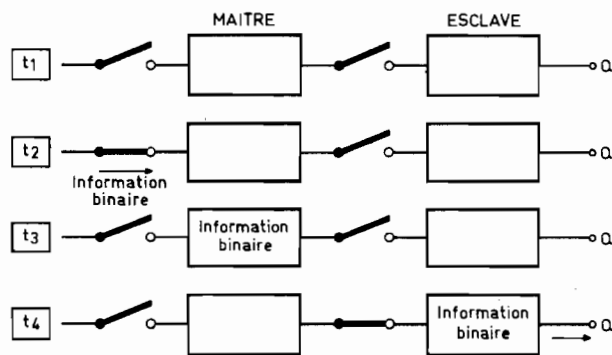 MAITRE
ESCLAVE
t1
Q
t2
Q
Information
binaire
t3
Information
binaire
Q
t4
Information
binaire
Q